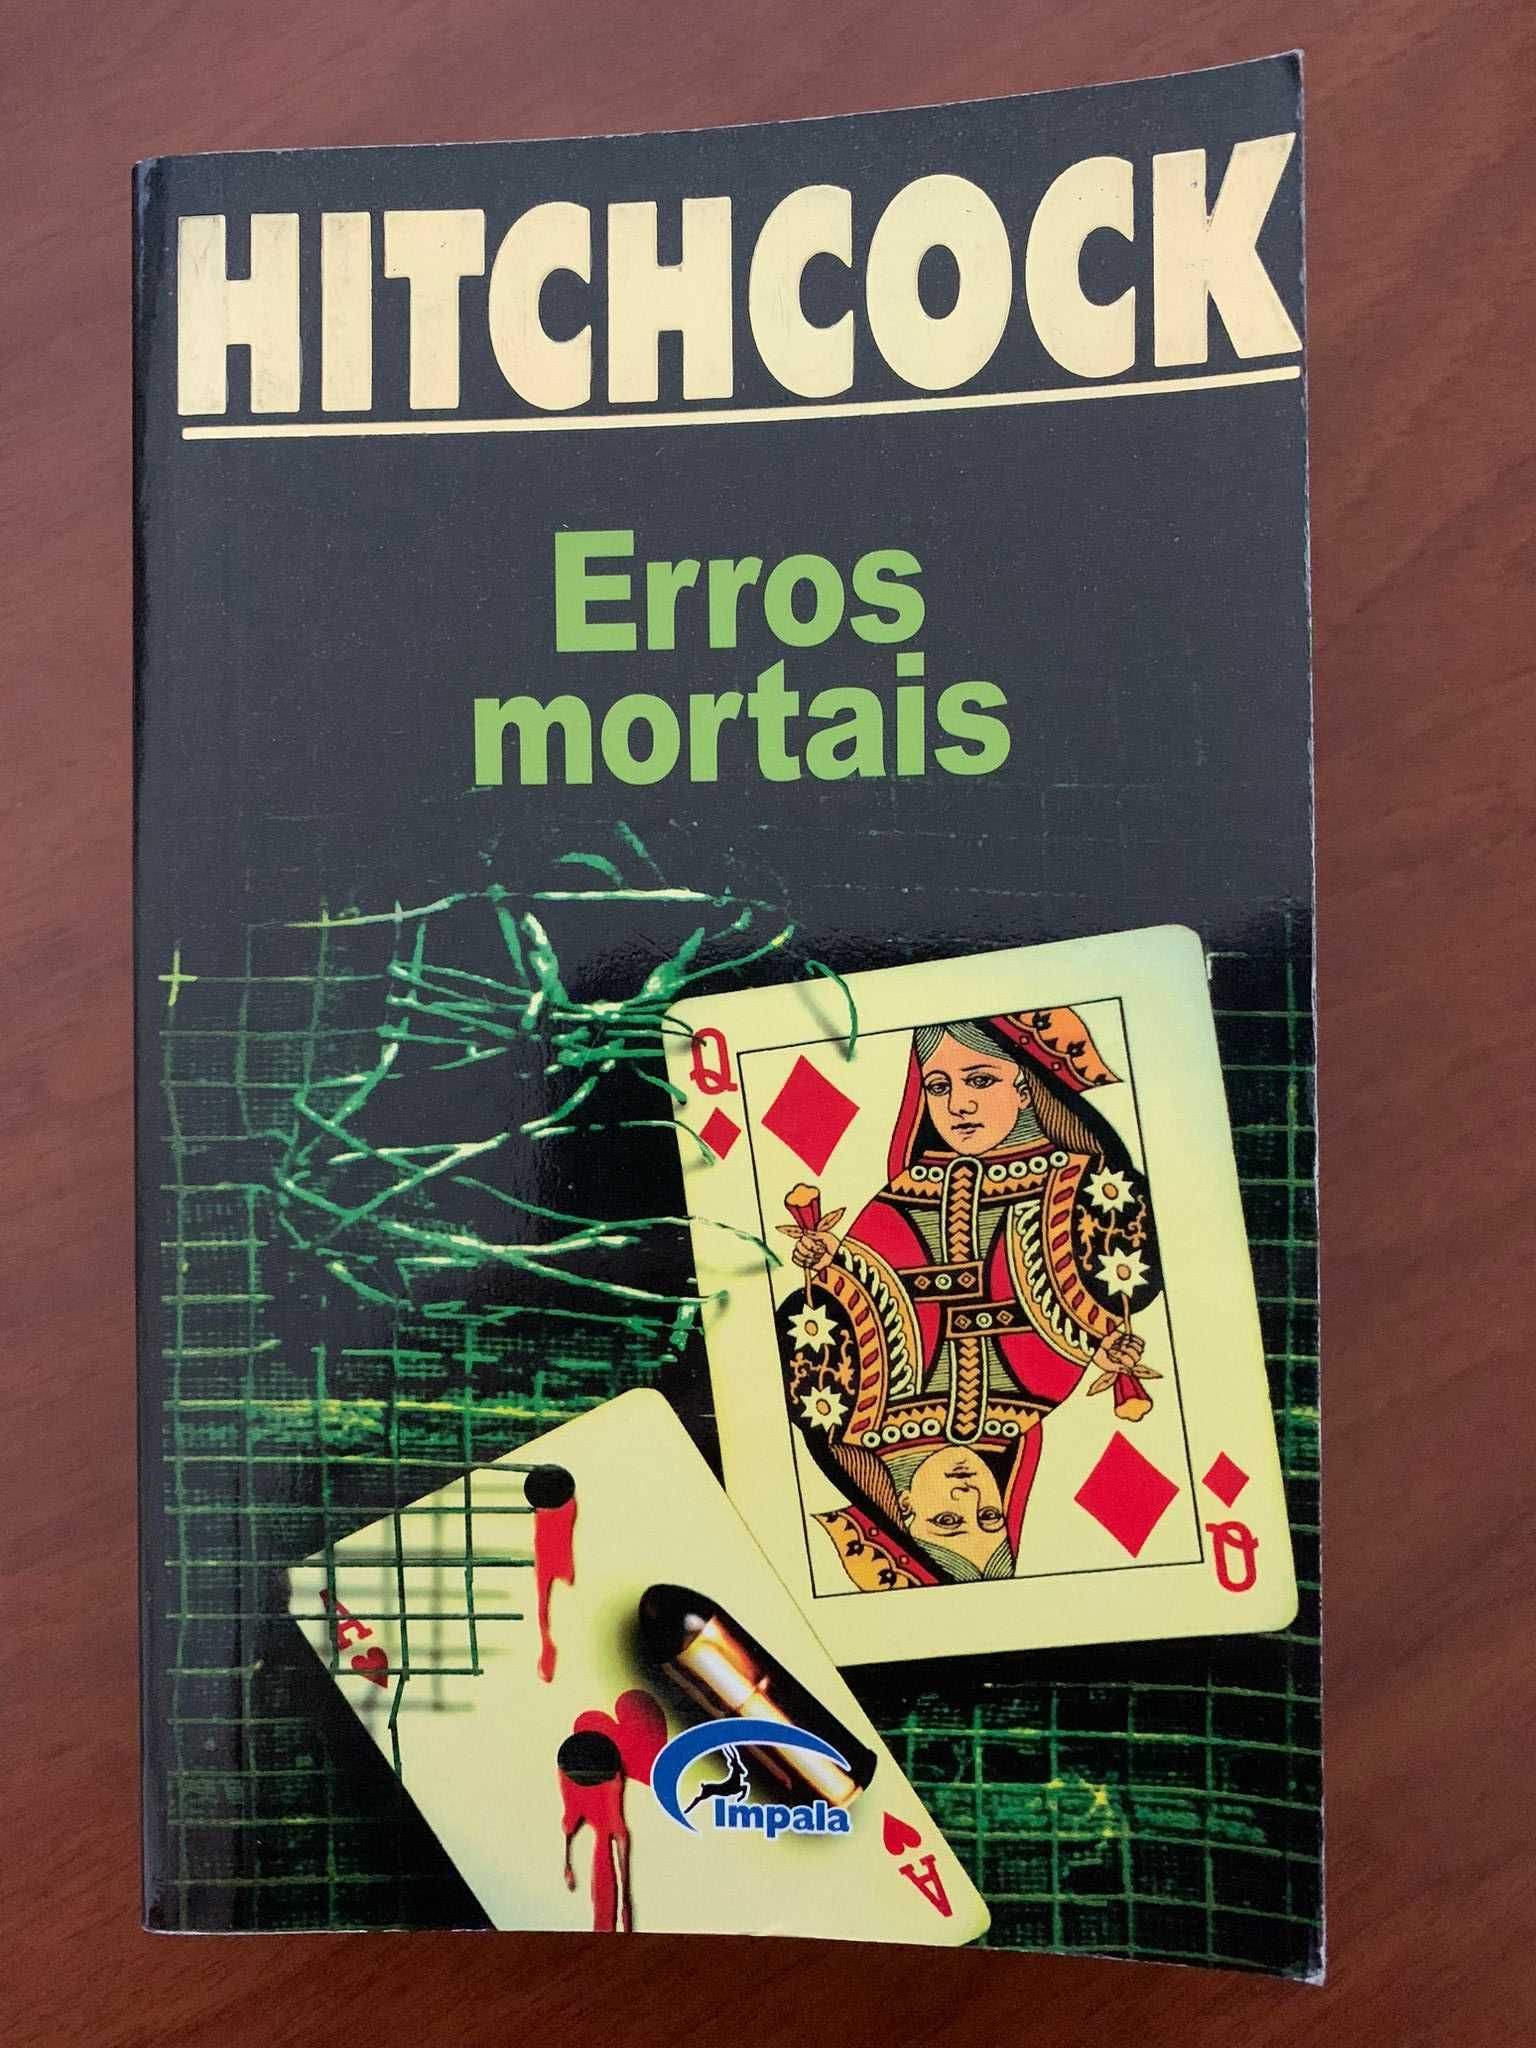 HITCHCOCK
Erros
mortais
Q
Q
A
Impala
A